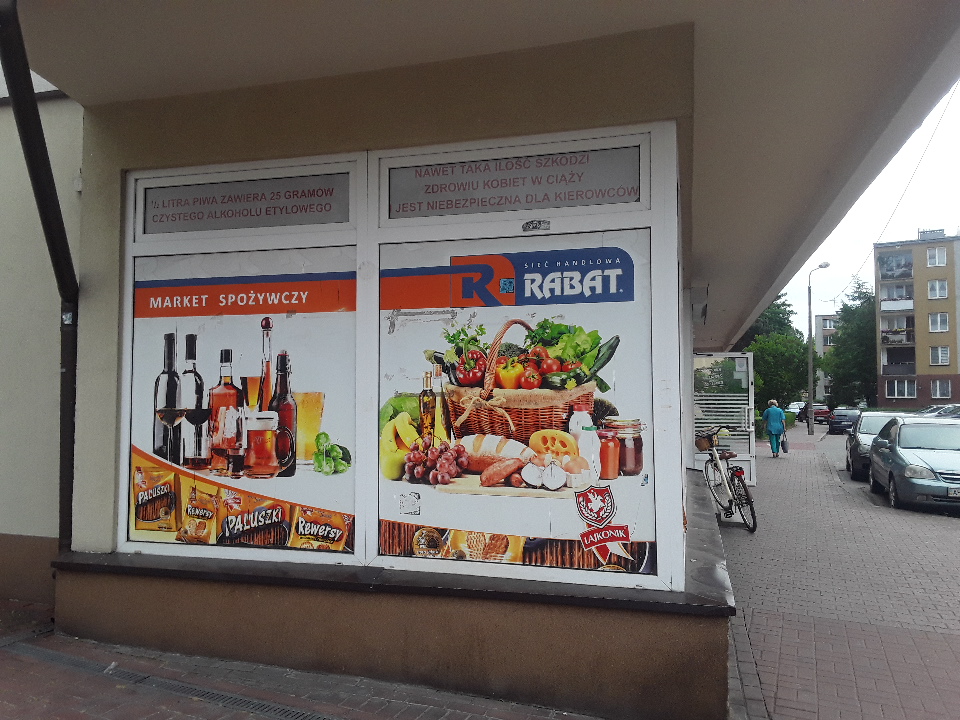 ½ LITRA PIWA ZAWIERA 25 GRAMÓW
CZYSTEGO ALKOHOLU ETYLOWEGO
NAWET TAKA ILOŚĆ SZKODZI
ZDROWIU KOBIET W CIĄŻY
JEST NIEBEZPIECZNA DLA KIEROWCÓW
MARKET SPOŻYWCZY
R
SIEĆ HANDLOWA
RABAT
PALUSZKI
Rewersy
PALUSZKI
Rewersy
LAJKONIK